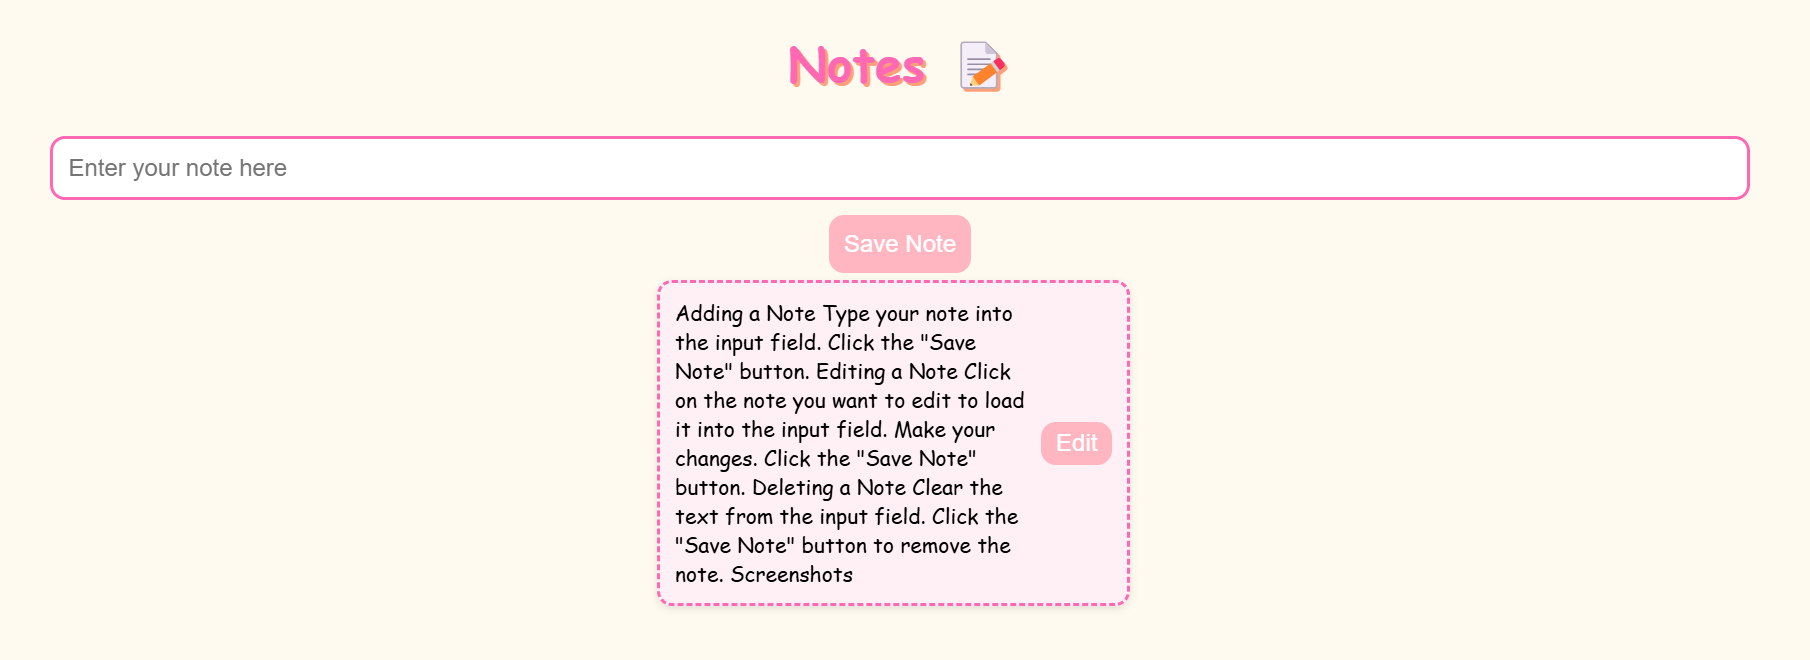 Notes
Enter your note here
Save Note
Adding a Note Type your note into
the input field. Click the "Save
Note" button. Editing a Note Click
on the note you want to edit to load
it into the input field. Make your
changes. Click the "Save Note"
button. Deleting a Note Clear the
text from the input field. Click the
"Save Note" button to remove the
note. Screenshots
Edit